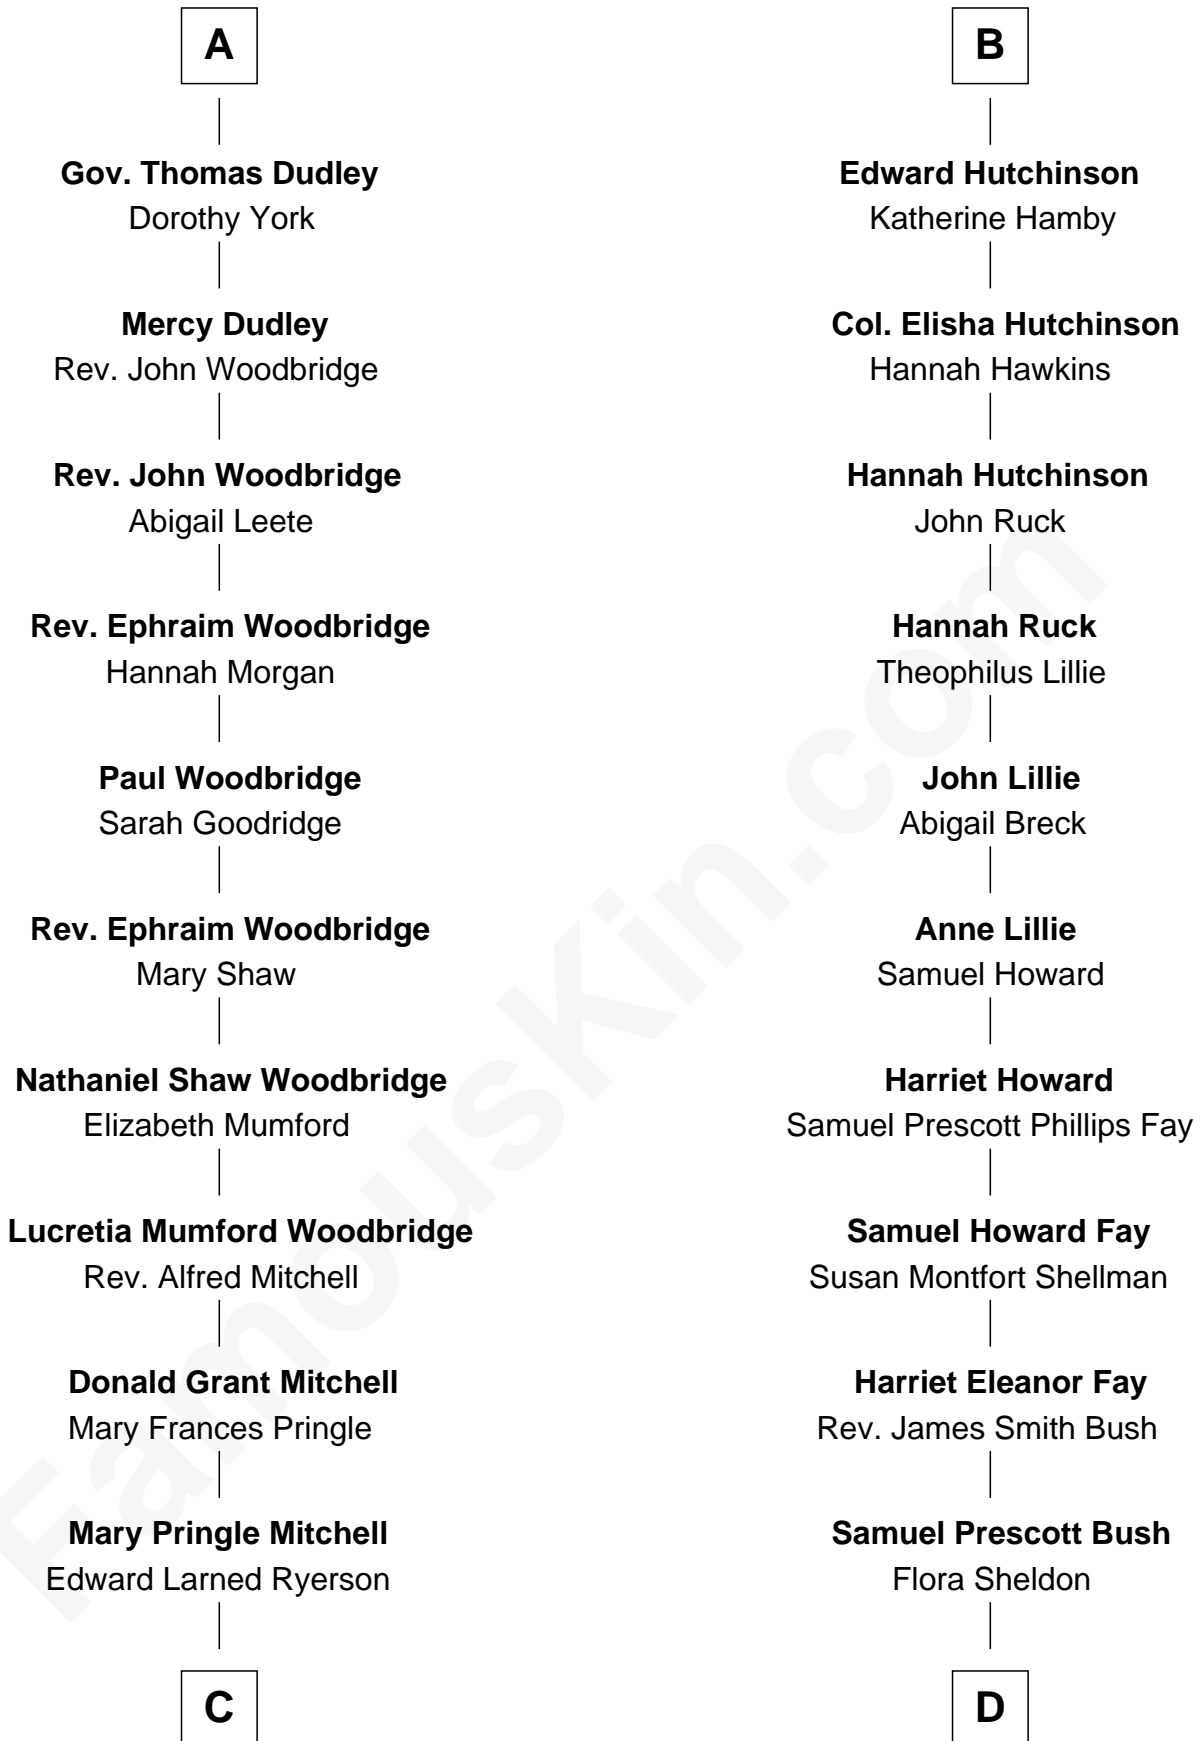 A
Gov. Thomas Dudley
Dorothy York
Mercy Dudley
Rev. John Woodbridge
Rev. John Woodbridge
Abigail Leete
Rev. Ephraim Woodbridge
Hannah Morgan
Paul Woodbridge
Sarah Goodridge
Rev. Ephraim Woodbridge
Mary Shaw
Nathaniel Shaw Woodbridge
Elizabeth Mumford
Lucretia Mumford Woodbridge
Rev. Alfred Mitchell
Donald Grant Mitchell
Mary Frances Pringle
Mary Pringle Mitchell
Edward Larned Ryerson
C
B
Edward Hutchinson
Katherine Hamby
Col. Elisha Hutchinson
Hannah Hawkins
Hannah Hutchinson
John Ruck
Hannah Ruck
Theophilus Lillie
John Lillie
Abigail Breck
Anne Lillie
Samuel Howard
Harriet Howard
Samuel Prescott Phillips Fay
Samuel Howard Fay
Susan Montfort Shellman
Harriet Eleanor Fay
Rev. James Smith Bush
Samuel Prescott Bush
Flora Sheldon
D
FamousKin.com